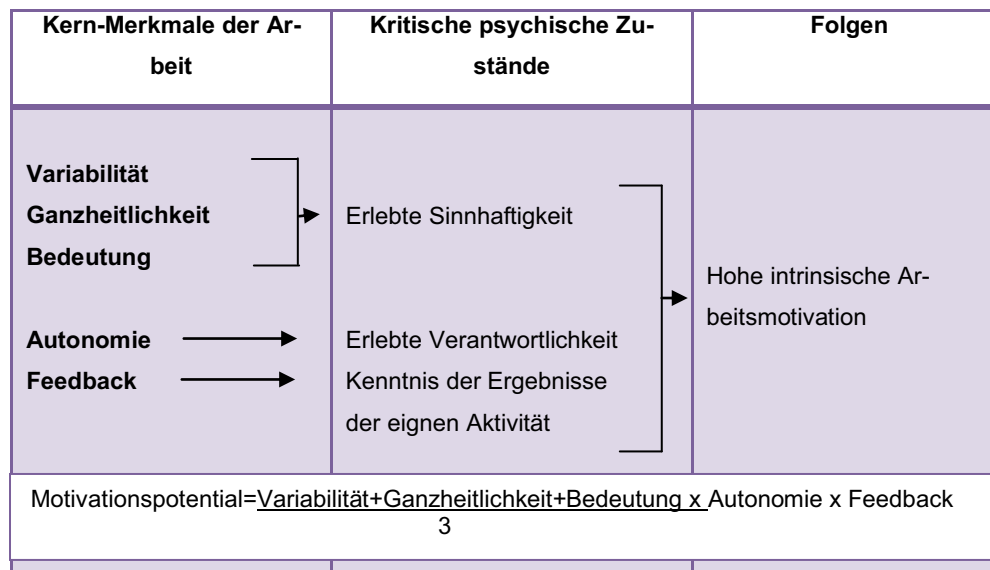 Kern-Merkmale der Ar-
beit
Kritische psychische Zu-
stände
Folgen
Variabilität
Ganzheitlichkeit
Bedeutung
Autonomie
Feedback
Erlebte Sinnhaftigkeit
Erlebte Verantwortlichkeit
Kenntnis der Ergebnisse
der eignen Aktivität
Hohe intrinsische Ar-
beitsmotivation
Motivationspotential=Variabilität+Ganzheitlichkeit+Bedeutung x Autonomie x Feedback
3